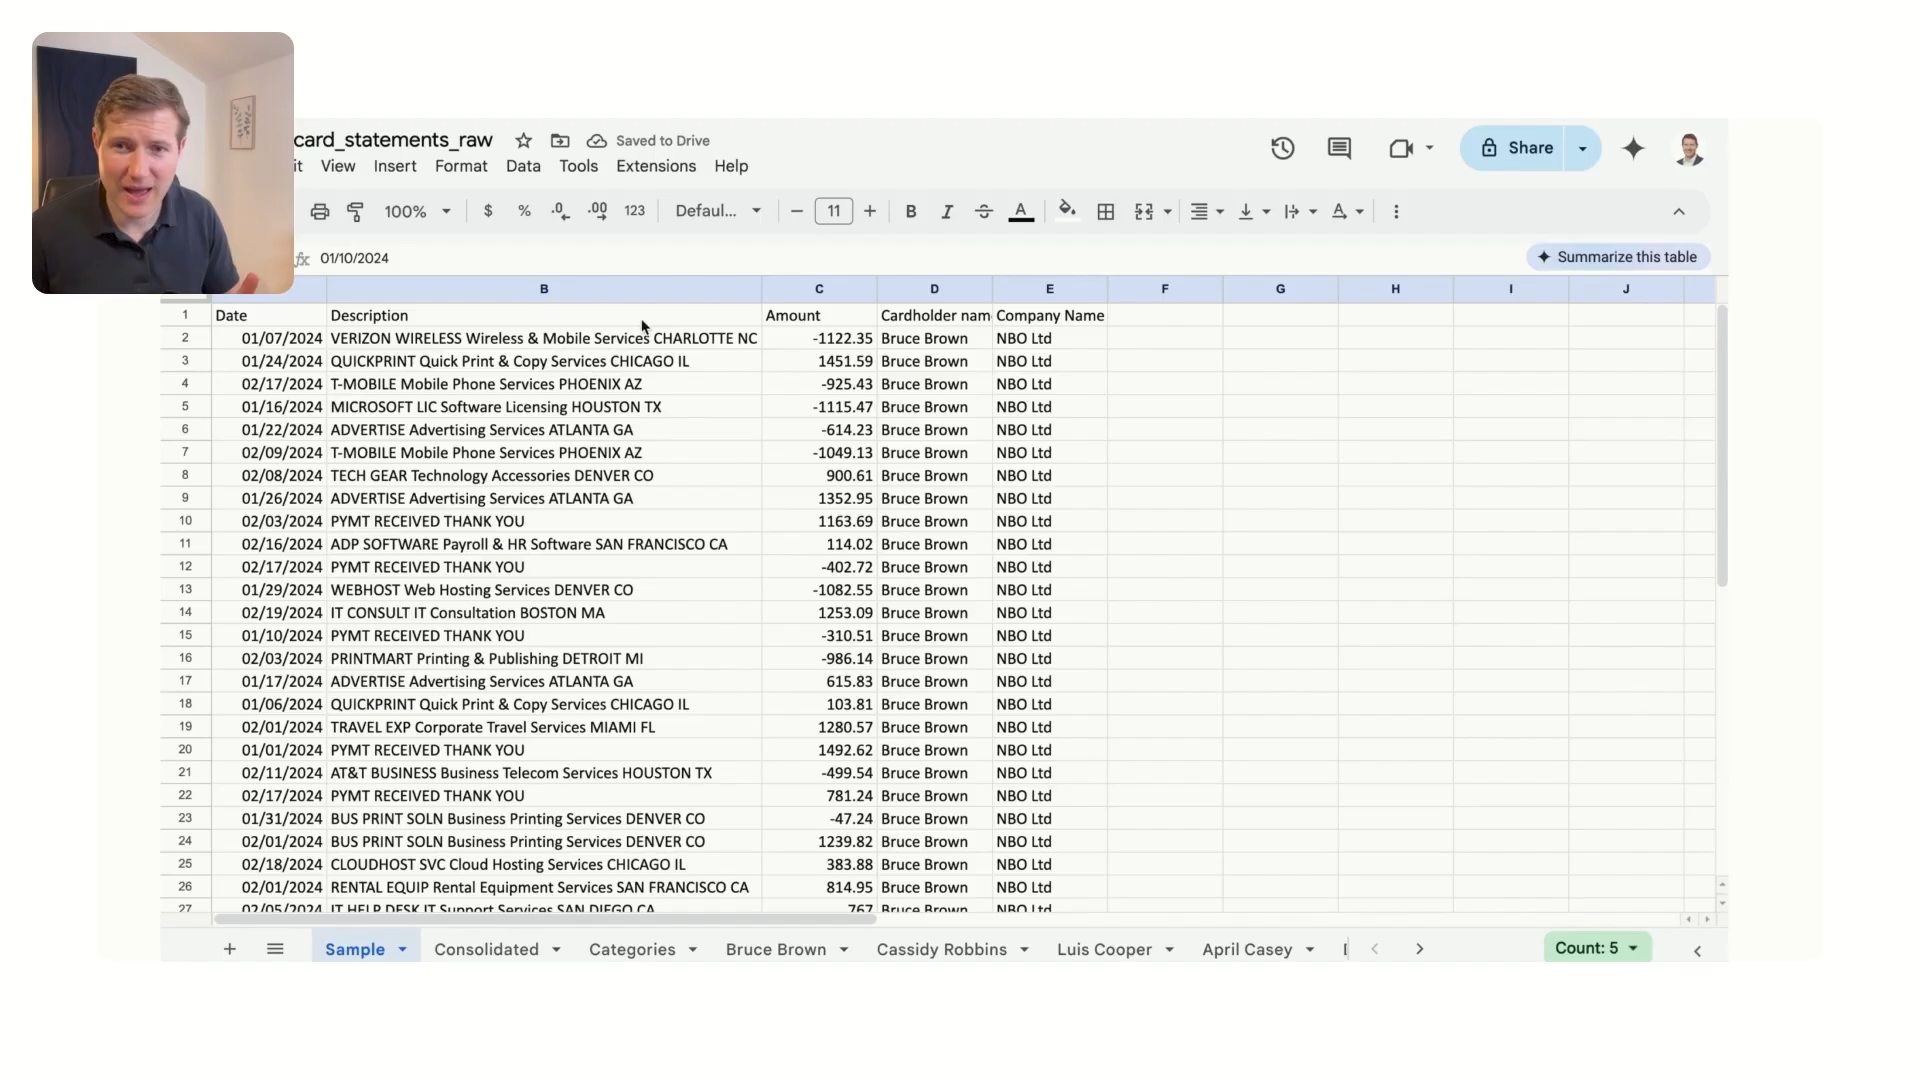 card_statements_raw Saved to Drive
it View Insert Format Data Tools Extensions Help
Share
100% $ % .0 .00 123 Defaul... 11 B I A
fx 01/10/2024
Summarize this table
B C D E F G H I J
1 Date Description Amount Cardholder nam Company Name
2 01/07/2024 VERIZON WIRELESS Wireless & Mobile Services CHARLOTTE NC -1122.35 Bruce Brown NBO Ltd
3 01/24/2024 QUICKPRINT Quick Print & Copy Services CHICAGO IL 1451.59 Bruce Brown NBO Ltd
4 02/17/2024 T-MOBILE Mobile Phone Services PHOENIX AZ -925.43 Bruce Brown NBO Ltd
5 01/16/2024 MICROSOFT LIC Software Licensing HOUSTON TX -1115.47 Bruce Brown NBO Ltd
6 01/22/2024 ADVERTISE Advertising Services ATLANTA GA -614.23 Bruce Brown NBO Ltd
7 02/09/2024 T-MOBILE Mobile Phone Services PHOENIX AZ -1049.13 Bruce Brown NBO Ltd
8 02/08/2024 TECH GEAR Technology Accessories DENVER CO 900.61 Bruce Brown NBO Ltd
9 01/26/2024 ADVERTISE Advertising Services ATLANTA GA 1352.95 Bruce Brown NBO Ltd
10 02/03/2024 PYMT RECEIVED THANK YOU 1163.69 Bruce Brown NBO Ltd
11 02/16/2024 ADP SOFTWARE Payroll & HR Software SAN FRANCISCO CA 114.02 Bruce Brown NBO Ltd
12 02/17/2024 PYMT RECEIVED THANK YOU -402.72 Bruce Brown NBO Ltd
13 01/29/2024 WEBHOST Web Hosting Services DENVER CO -1082.55 Bruce Brown NBO Ltd
14 02/19/2024 IT CONSULT IT Consultation BOSTON MA 1253.09 Bruce Brown NBO Ltd
15 01/10/2024 PYMT RECEIVED THANK YOU -310.51 Bruce Brown NBO Ltd
16 02/03/2024 PRINTMART Printing & Publishing DETROIT MI -986.14 Bruce Brown NBO Ltd
17 01/17/2024 ADVERTISE Advertising Services ATLANTA GA 615.83 Bruce Brown NBO Ltd
18 01/06/2024 QUICKPRINT Quick Print & Copy Services CHICAGO IL 103.81 Bruce Brown NBO Ltd
19 02/01/2024 TRAVEL EXP Corporate Travel Services MIAMI FL 1280.57 Bruce Brown NBO Ltd
20 01/01/2024 PYMT RECEIVED THANK YOU 1492.62 Bruce Brown NBO Ltd
21 02/11/2024 AT&T BUSINESS Business Telecom Services HOUSTON TX -499.54 Bruce Brown NBO Ltd
22 02/17/2024 PYMT RECEIVED THANK YOU 781.24 Bruce Brown NBO Ltd
23 01/31/2024 BUS PRINT SOLN Business Printing Services DENVER CO -47.24 Bruce Brown NBO Ltd
24 02/01/2024 BUS PRINT SOLN Business Printing Services DENVER CO 1239.82 Bruce Brown NBO Ltd
25 02/18/2024 CLOUDHOST SVC Cloud Hosting Services CHICAGO IL 383.88 Bruce Brown NBO Ltd
26 02/01/2024 RENTAL EQUIP Rental Equipment Services SAN FRANCISCO CA 814.95 Bruce Brown NBO Ltd
27 02/05/2024 IT HELP DESK IT Support Services SAN DIEGO CA 767 Bruce Brown NBO Ltd
Sample Consolidated Categories Bruce Brown Cassidy Robbins Luis Cooper April Casey Count: 5